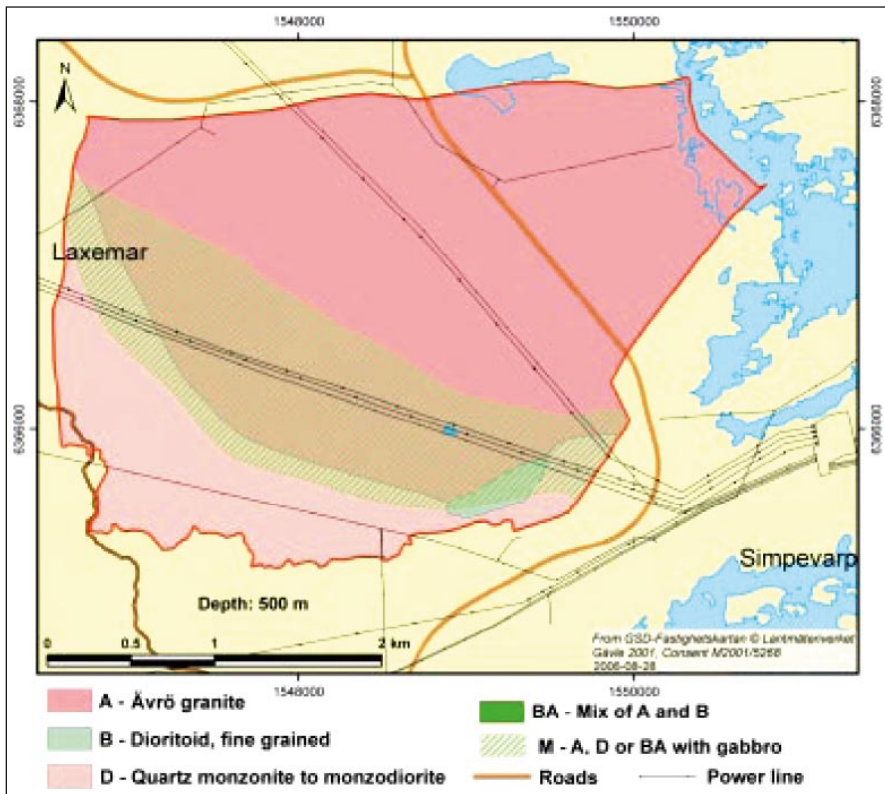 1548000 1550000
6368000 6368000
N
Laxemar
6366000 6366000
Simpevarp
Depth: 500 m
0 0.5 1 2 km
From GSD-Fastighetskartan © Lantmäteriverket
Gävle 2001, Consent M2001/5268
2006-08-28
1548000 1550000
A - Ävrö granite
BA - Mix of A and B
B - Dioritoid, fine grained
M - A, D or BA with gabbro
D - Quartz monzonite to monzodiorite
Roads
Power line